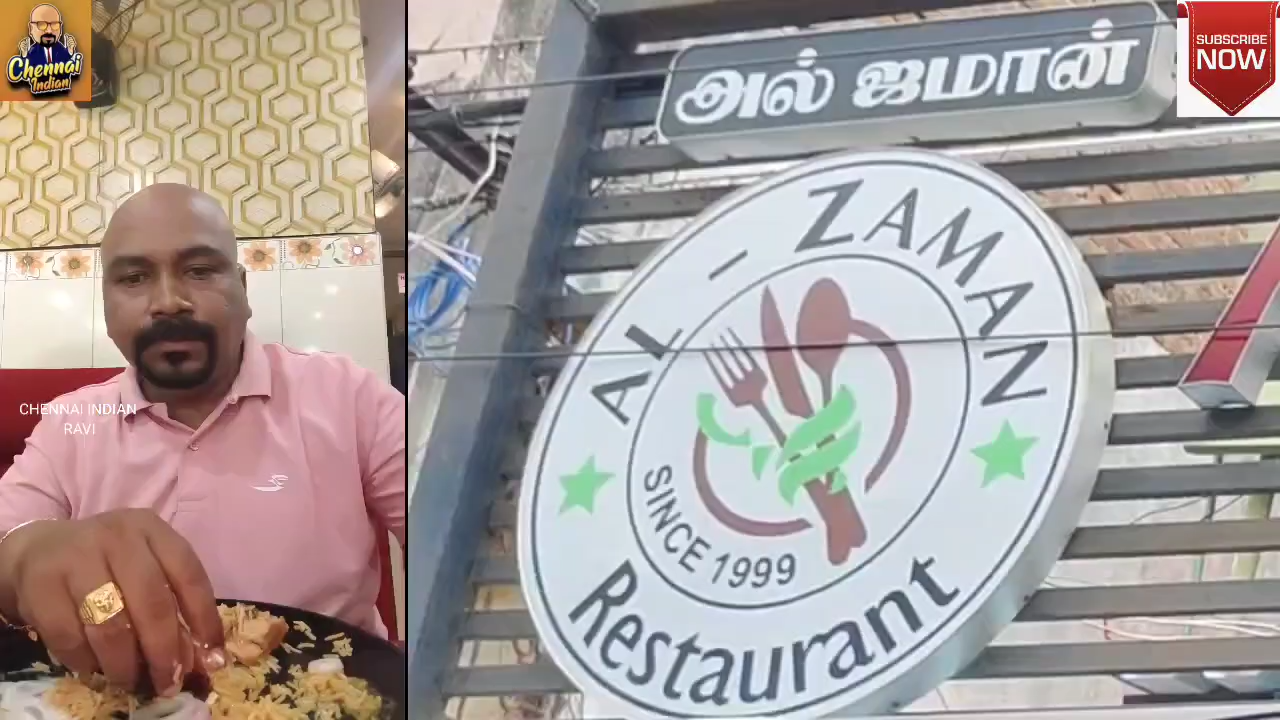 Chennai
Indian
SUBSCRIBE
NOW
அல் ஜமான்
AL - ZAMAN
SINCE 1999
Restaurant
CHENNAI INDIAN
RAVI